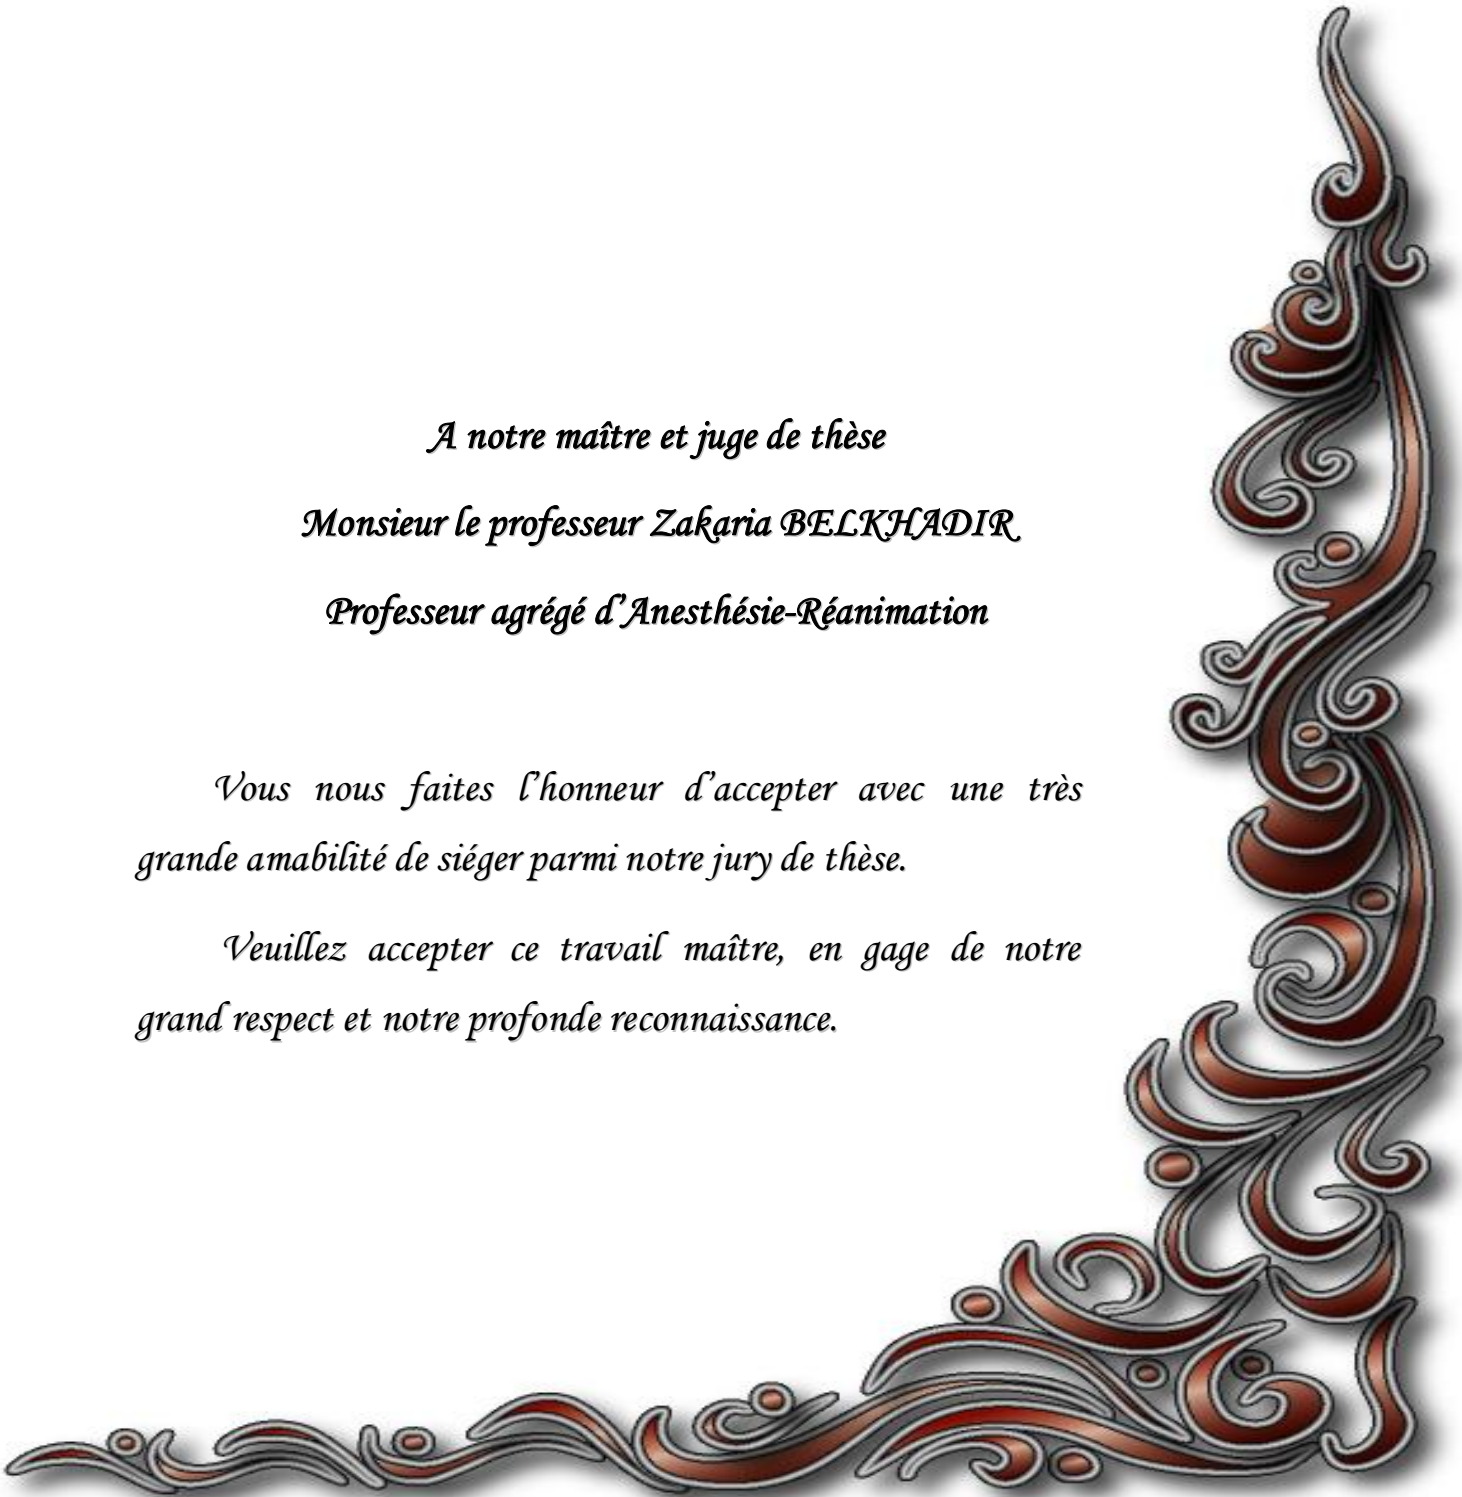 A notre maître et juge de thèse
Monsieur le professeur Zakaria BELKHADIR
Professeur agrégé d’Anesthésie-Réanimation
Vous nous faites l’honneur d’accepter avec une très
grande amabilité de siéger parmi notre jury de thèse.
Veuillez accepter ce travail maître, en gage de notre
grand respect et notre profonde reconnaissance.